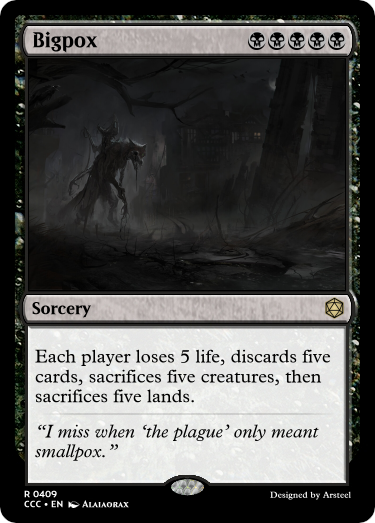 Bigpox
Sorcery
Each player loses 5 life, discards five
cards, sacrifices five creatures, then
sacrifices five lands.
“I miss when ‘the plague’ only meant
smallpox.”
R 0409
CCC • EN Alaiaorax
Designed by Arsteel